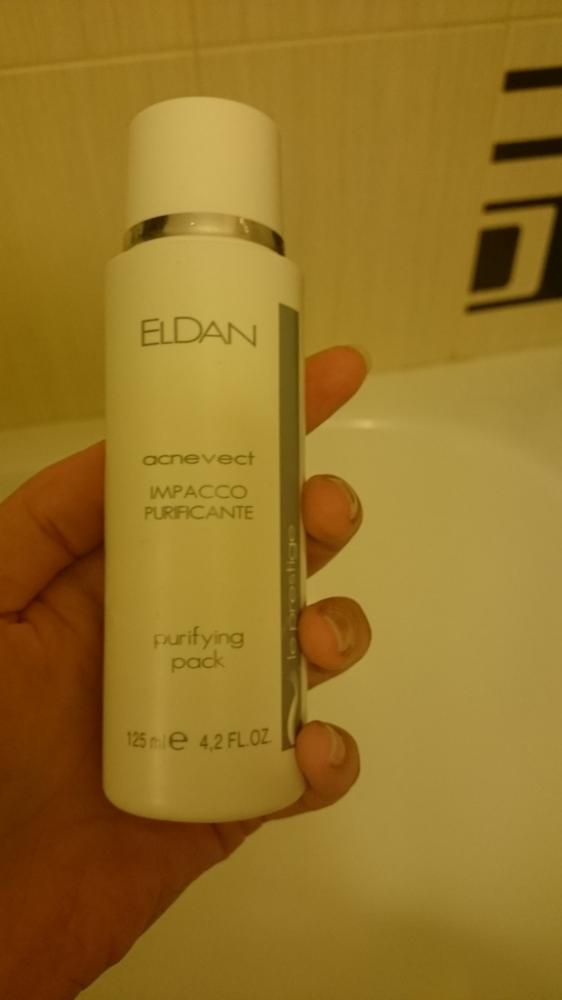 ELDAN
acnevect
IMPACCO
PURIFICANTE
purifying
pack
125 ml e 4,2 FL.OZ.
le prestige